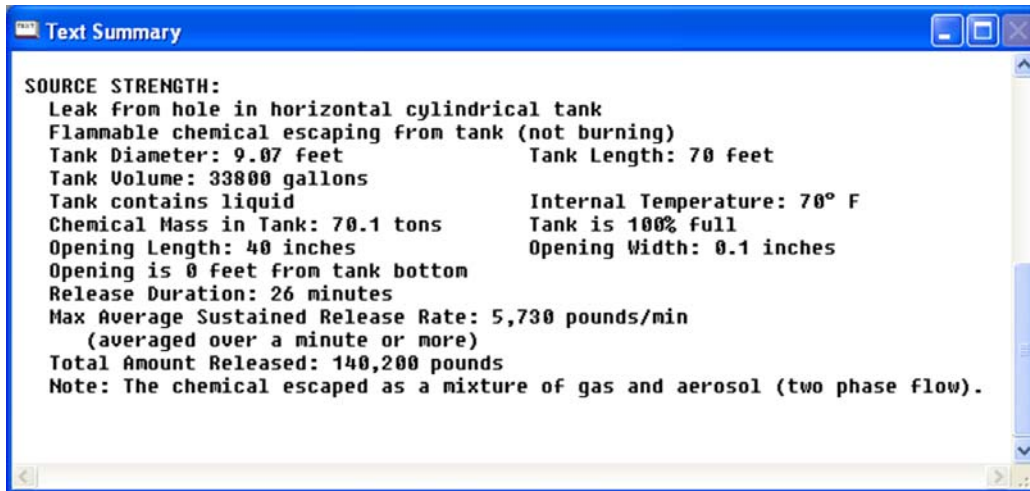 Text Summary
SOURCE STRENGTH:
Leak from hole in horizontal cylindrical tank
Flammable chemical escaping from tank (not burning)
Tank Diameter: 9.07 feet Tank Length: 70 feet
Tank Volume: 33800 gallons
Tank contains liquid Internal Temperature: 70° F
Chemical Mass in Tank: 70.1 tons Tank is 100% full
Opening Length: 40 inches Opening Width: 0.1 inches
Opening is 0 feet from tank bottom
Release Duration: 26 minutes
Max Average Sustained Release Rate: 5,730 pounds/min
(averaged over a minute or more)
Total Amount Released: 140,200 pounds
Note: The chemical escaped as a mixture of gas and aerosol (two phase flow).